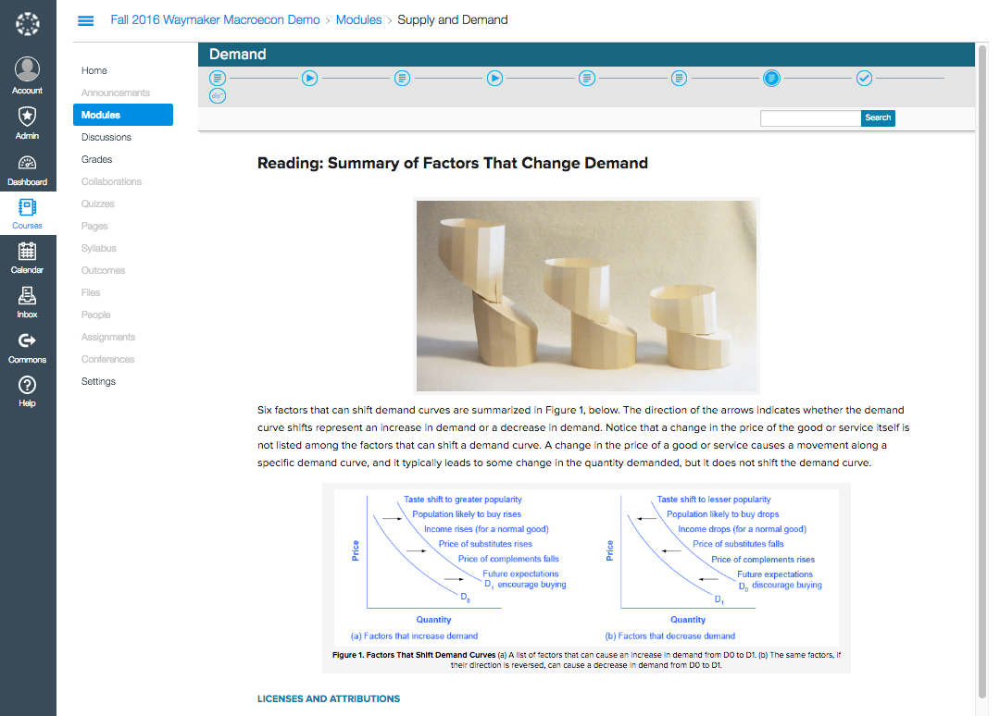 Fall 2016 Waymaker Macroecon Demo > Modules > Supply and Demand
Account
Admin
Dashboard
Courses
Calendar
Inbox
Commons
Help
Home
Announcements
Modules
Discussions
Grades
Collaborations
Quizzes
Pages
Syllabus
Outcomes
Files
People
Assignments
Conferences
Settings
Demand
Search
Reading: Summary of Factors That Change Demand
Six factors that can shift demand curves are summarized in Figure 1, below. The direction of the arrows indicates whether the demand
curve shifts represent an increase in demand or a decrease in demand. Notice that a change in the price of the good or service itself is
not listed among the factors that can shift a demand curve. A change in the price of a good or service causes a movement along a
specific demand curve, and it typically leads to some change in the quantity demanded, but it does not shift the demand curve.
Price
Taste shift to greater popularity
Population likely to buy rises
Income rises (for a normal good)
Price of substitutes rises
Price of complements falls
Future expectations
D1 encourage buying
D0
Quantity
(a) Factors that increase demand
Price
Taste shift to lesser popularity
Population likely to buy drops
Income drops (for a normal good)
Price of substitutes falls
Price of complements rises
Future expectations
D0 discourage buying
D1
Quantity
(b) Factors that decrease demand
Figure 1. Factors That Shift Demand Curves (a) A list of factors that can cause an increase in demand from D0 to D1. (b) The same factors, if
their direction is reversed, can cause a decrease in demand from D0 to D1.
LICENSES AND ATTRIBUTIONS